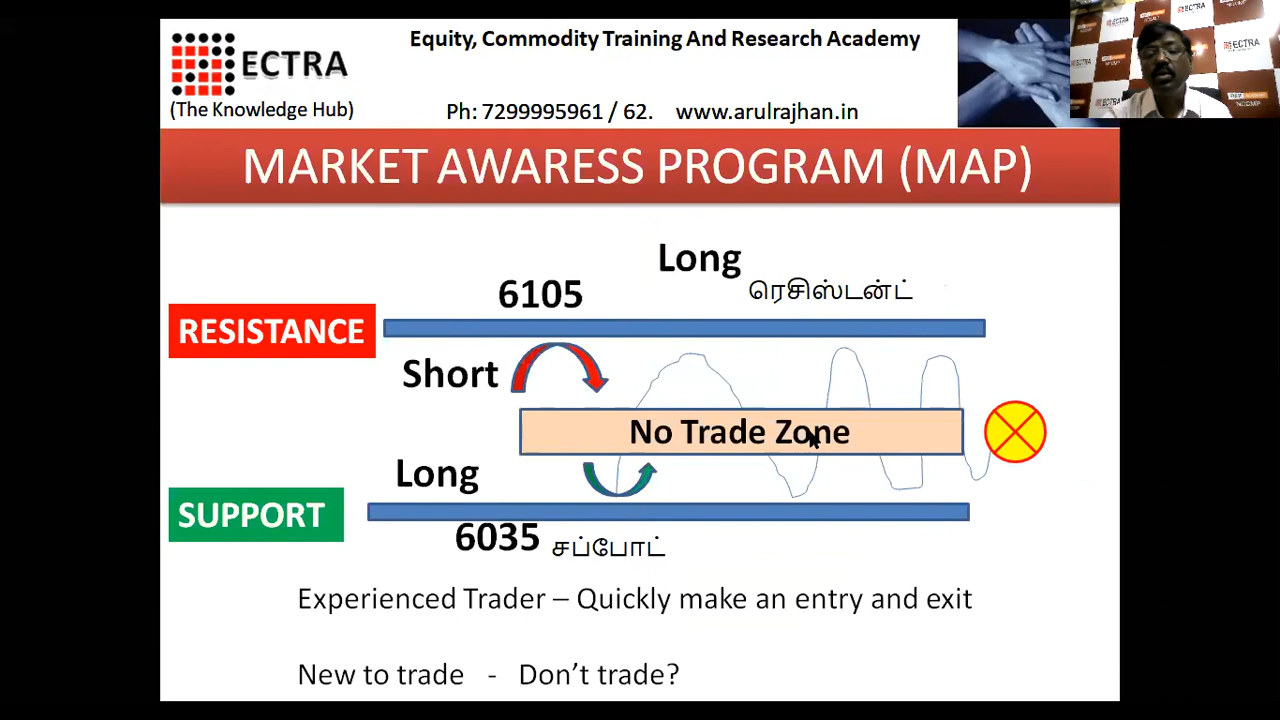 ECTRA
(The Knowledge Hub)
Equity, Commodity Training And Research Academy
Ph: 7299995961 / 62. www.arulrajhan.in
ECTRA
MARKET AWARESS PROGRAM (MAP)
Long
6105 ரெசிஸ்டன்ட்
RESISTANCE
Short
No Trade Zone
Long
SUPPORT
6035 சப்போட்
Experienced Trader – Quickly make an entry and exit
New to trade - Don't trade?